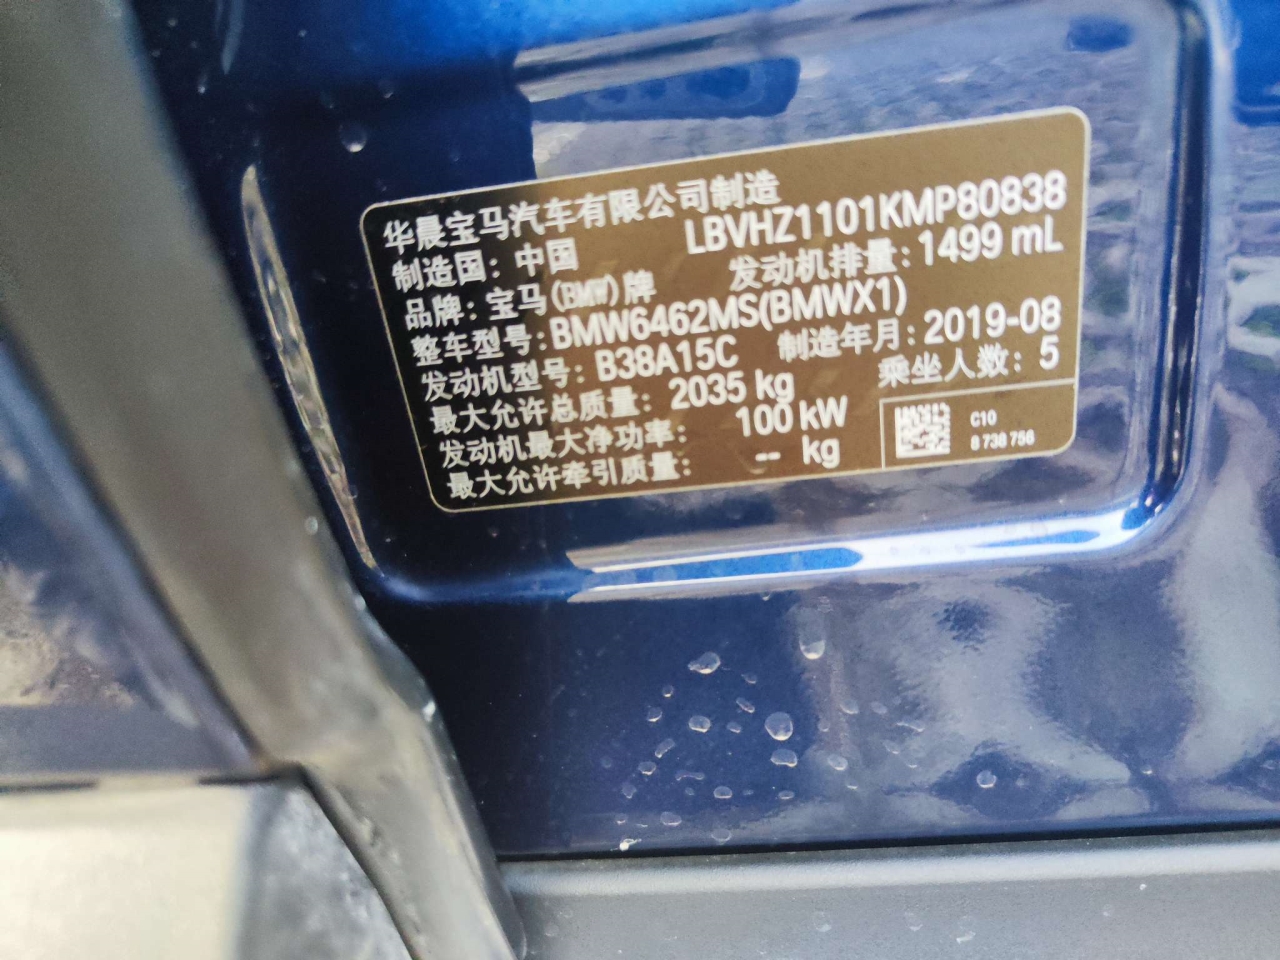 华晨宝马汽车有限公司制造
制造国：中国 LBVHZ1101KMP80838
品牌：宝马(BMW)牌 发动机排量：1499 mL
整车型号：BMW6462MS(BMWX1)
发动机型号：B38A15C 制造年月：2019-08
最大允许总质量：2035 kg 乘坐人数：5
发动机最大净功率：100 kW
最大允许牵引质量：-- kg
C10
8 738 756